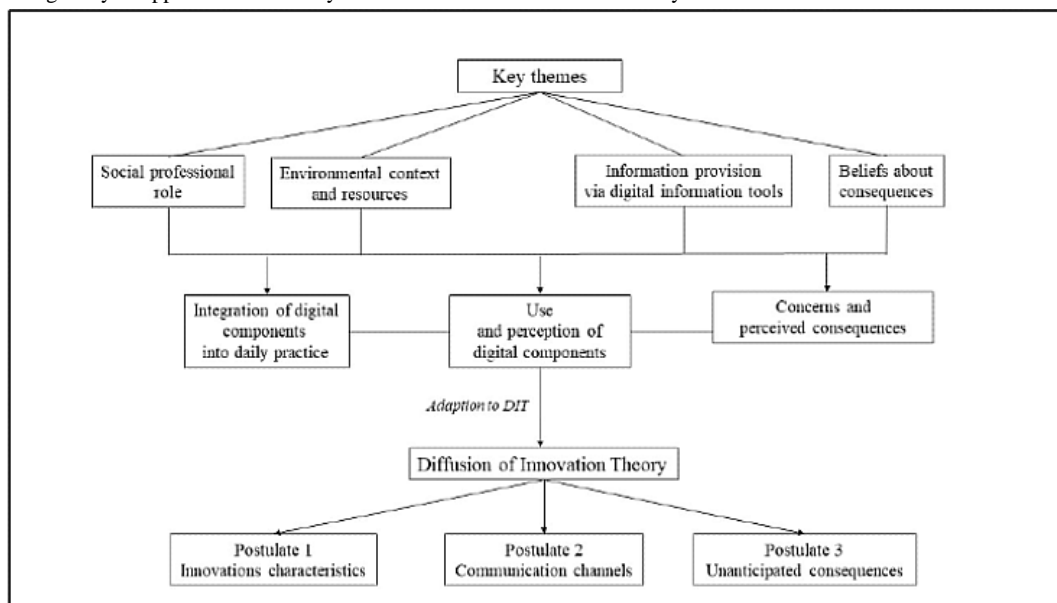 Key themes
Social professional
role
Environmental context
and resources
Information provision
via digital information tools
Beliefs about
consequences
Integration of digital
components
into daily practice
Use
and perception of
digital components
Concerns and
perceived consequences
Adaption to DIT
Diffusion of Innovation Theory
Postulate 1
Innovations characteristics
Postulate 2
Communication channels
Postulate 3
Unanticipated consequences